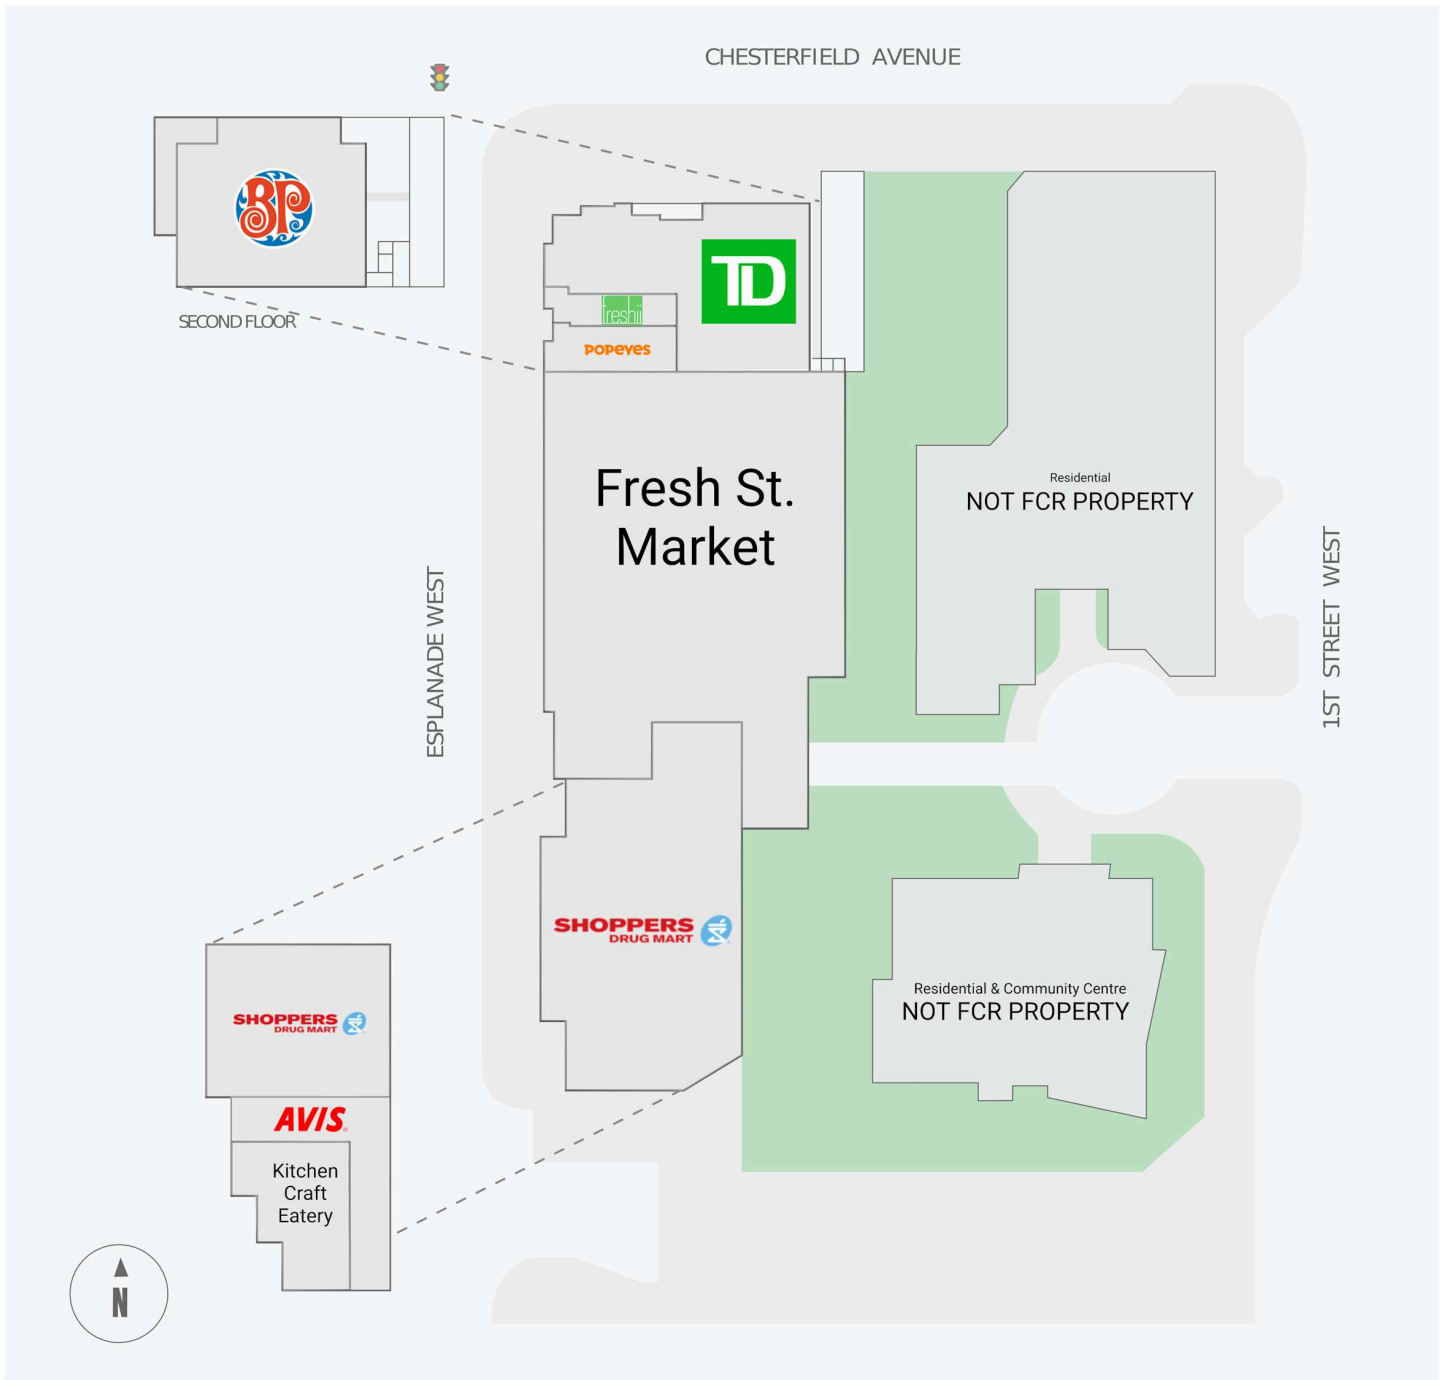 CHESTERFIELD AVENUE
BP
SECOND FLOOR
TD
freshii
POPEYES
Fresh St.
Market
Residential
NOT FCR PROPERTY
ESPLANADE WEST
1ST STREET WEST
SHOPPERS
DRUG MART
Residential & Community Centre
NOT FCR PROPERTY
SHOPPERS
DRUG MART
AVIS
Kitchen
Craft
Eatery
N